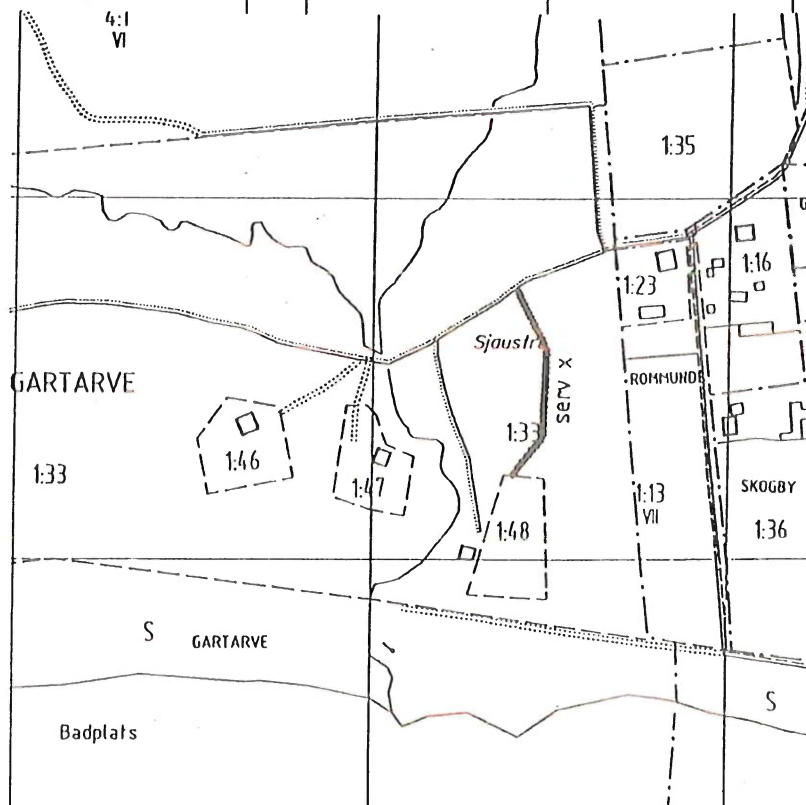 4:1
VI
1:35
1:16
1:23
Sjaustr
serv x
ROMMUNDE
GARTARVE
1:33
1:33
1:46
1:47
1:48
1:13
VII
SKOGBY
1:36
S
GARTARVE
S
Badplats